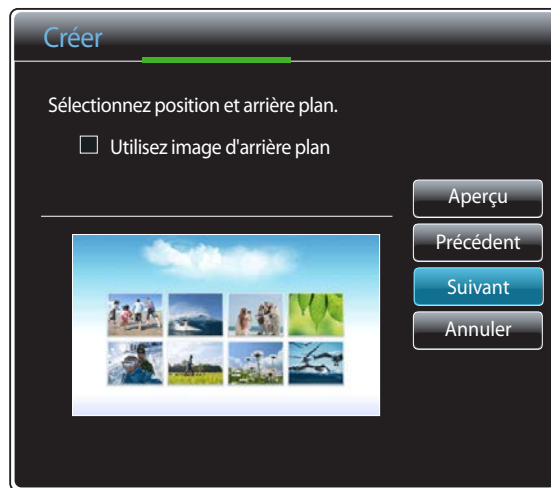 Créer
Sélectionnez position et arrière plan.
Utilisez image d'arrière plan
Aperçu
Précédent
Suivant
Annuler